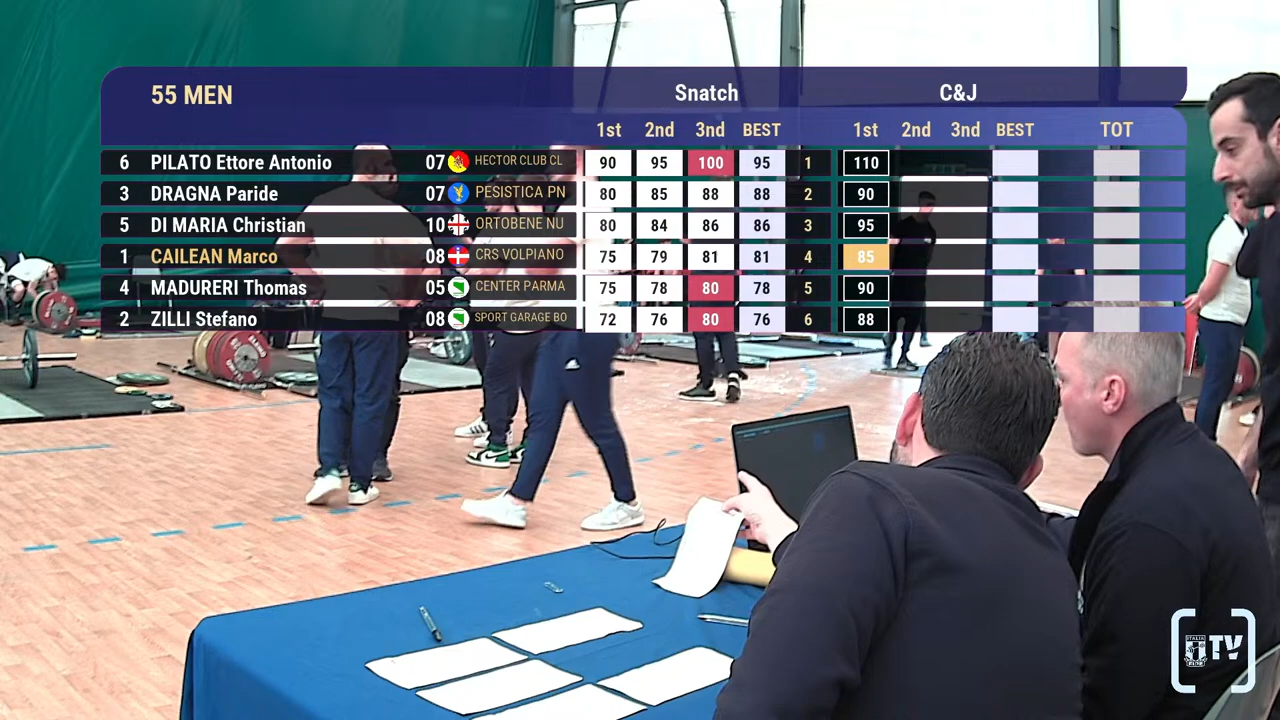 55 MEN Snatch C&J
1st 2nd 3nd BEST 1st 2nd 3nd BEST TOT
6 PILATO Ettore Antonio 07 HECTOR CLUB CL 90 95 100 95 1 110
3 DRAGNA Paride 07 PESISTICA PN 80 85 88 88 2 90
5 DI MARIA Christian 10 ORTOBENE NU 80 84 86 86 3 95
1 CAILEAN Marco 08 CRS VOLPIANO 75 79 81 81 4 85
4 MADURERI Thomas 05 CENTER PARMA 75 78 80 78 5 90
2 ZILLI Stefano 08 SPORT GARAGE BO 72 76 80 76 6 88
ITALIA
TV